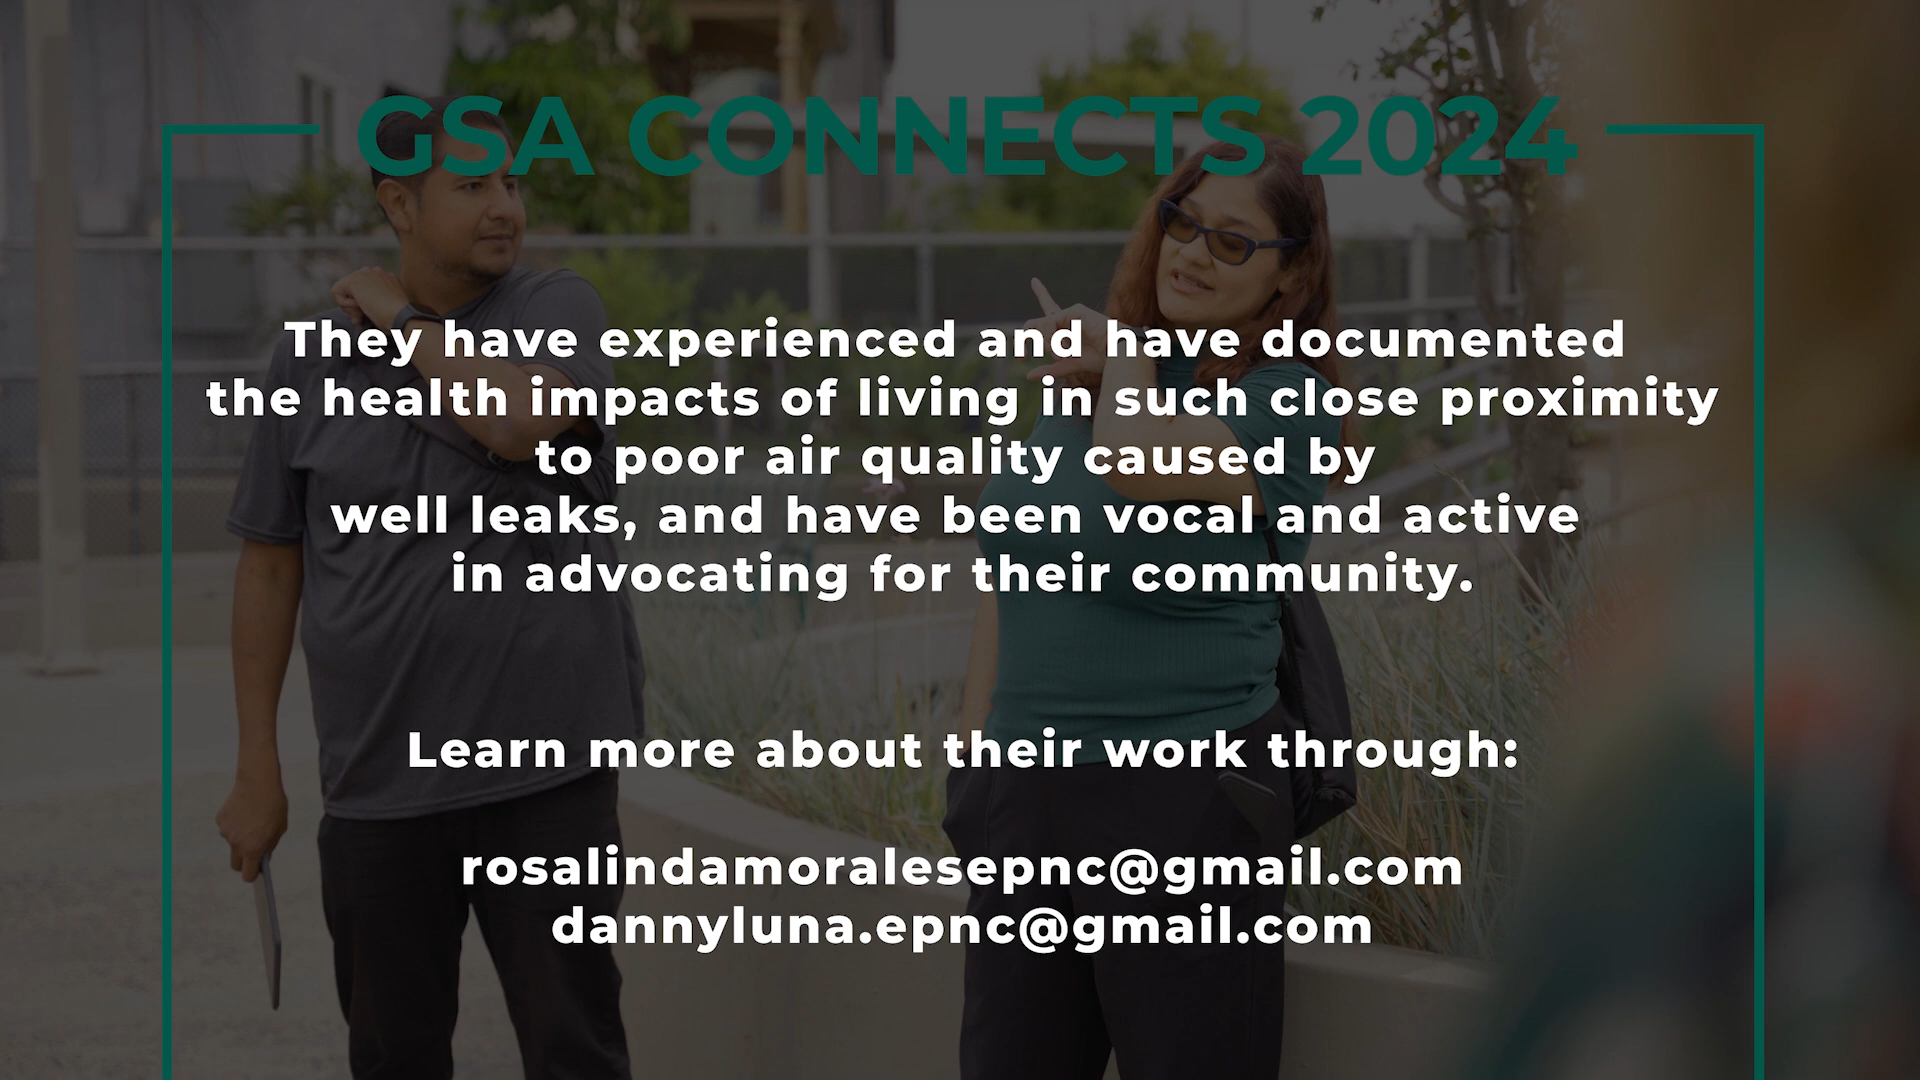 GSA CONNECTS 2024
They have experienced and have documented
the health impacts of living in such close proximity
to poor air quality caused by
well leaks, and have been vocal and active
in advocating for their community.
Learn more about their work through:
rosalindamoralesepnc@gmail.com
dannyluna.epnc@gmail.com